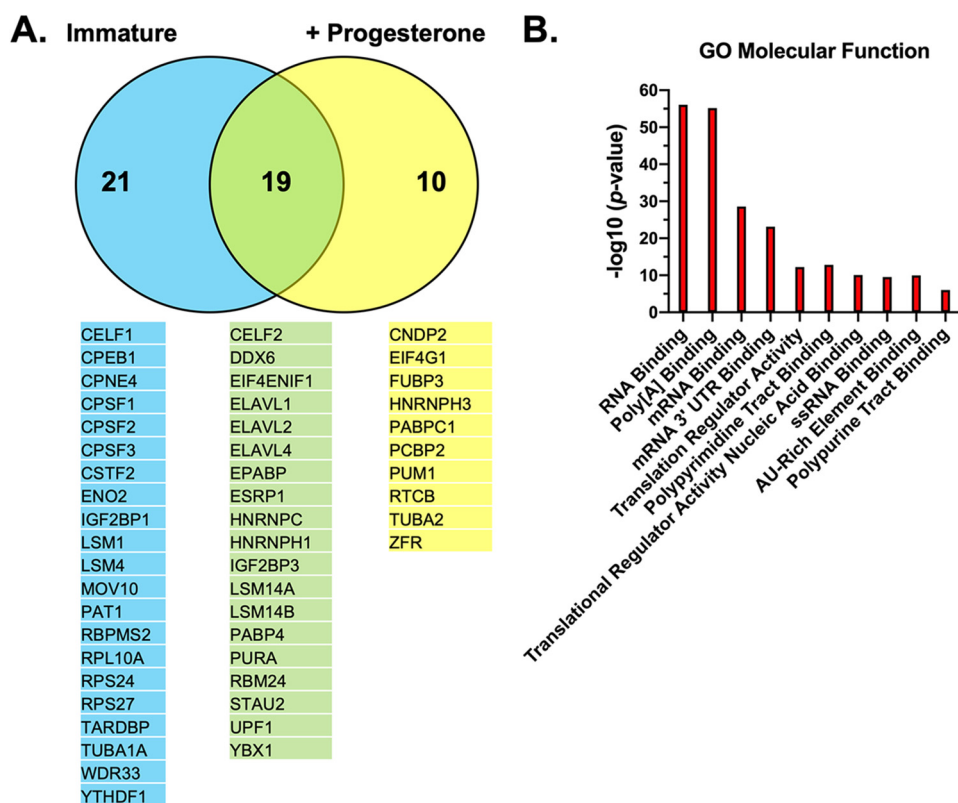 A.
Immature
+ Progesterone
21
19
10
CELF1
CPEB1
CPNE4
CPSF1
CPSF2
CPSF3
CSTF2
ENO2
IGF2BP1
LSM1
LSM4
MOV10
PAT1
RBPMS2
RPL10A
RPS24
RPS27
TARDBP
TUBA1A
WDR33
YTHDF1
CELF2
DDX6
EIF4ENIF1
ELAVL1
ELAVL2
ELAVL4
EPABP
ESRP1
HNRNPC
HNRNPH1
IGF2BP3
LSM14A
LSM14B
PABP4
PURA
RBM24
STAU2
UPF1
YBX1
CNDP2
EIF4G1
FUBP3
HNRNPH3
PABPC1
PCBP2
PUM1
RTCB
TUBA2
ZFR
B.
GO Molecular Function
-log10 (p-value)
60
50
40
30
20
10
0
RNA Binding
Poly[A] Binding
mRNA Binding
mRNA 3' UTR Binding
Translation Regulator Activity
Polypyrimidine Tract Binding
Translational Regulator Activity Nucleic Acid Binding
ssRNA Binding
AU-Rich Element Binding
Polypurine Tract Binding